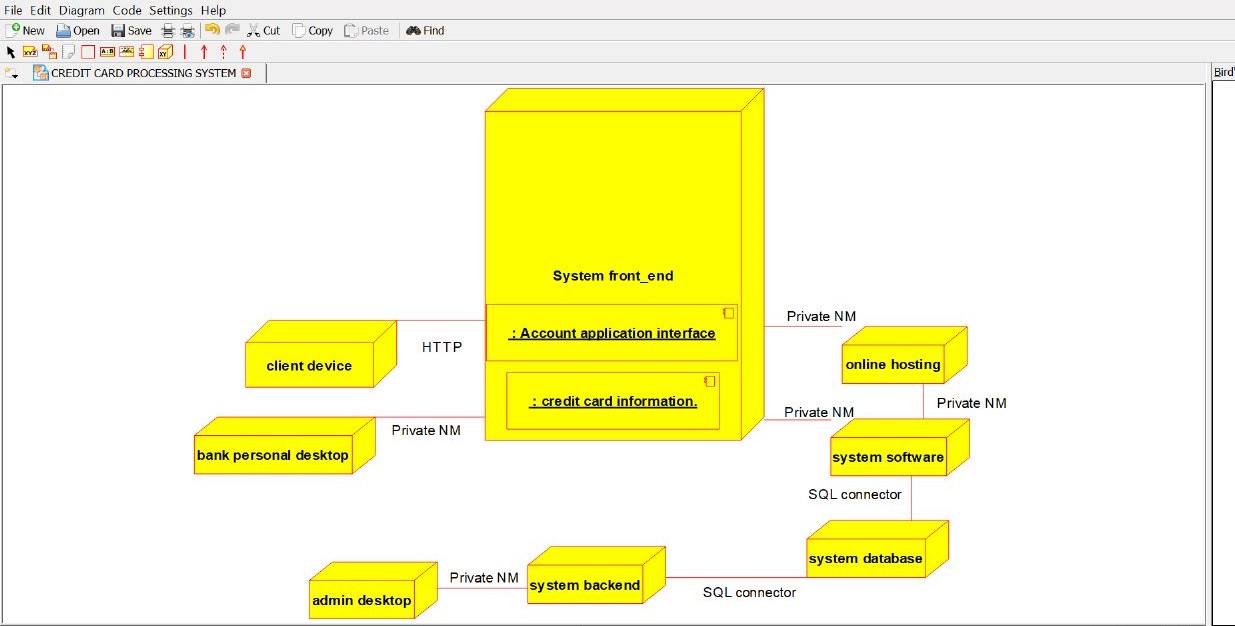 File Edit Diagram Code Settings Help
New Open Save Cut Copy Paste Find
XYZ A:B XY
CREDIT CARD PROCESSING SYSTEM
Bird'
System front_end
Private NM
: Account application interface
HTTP
client device
online hosting
: credit card information.
Private NM
Private NM
Private NM
bank personal desktop
system software
SQL connector
system database
Private NM
system backend
SQL connector
admin desktop